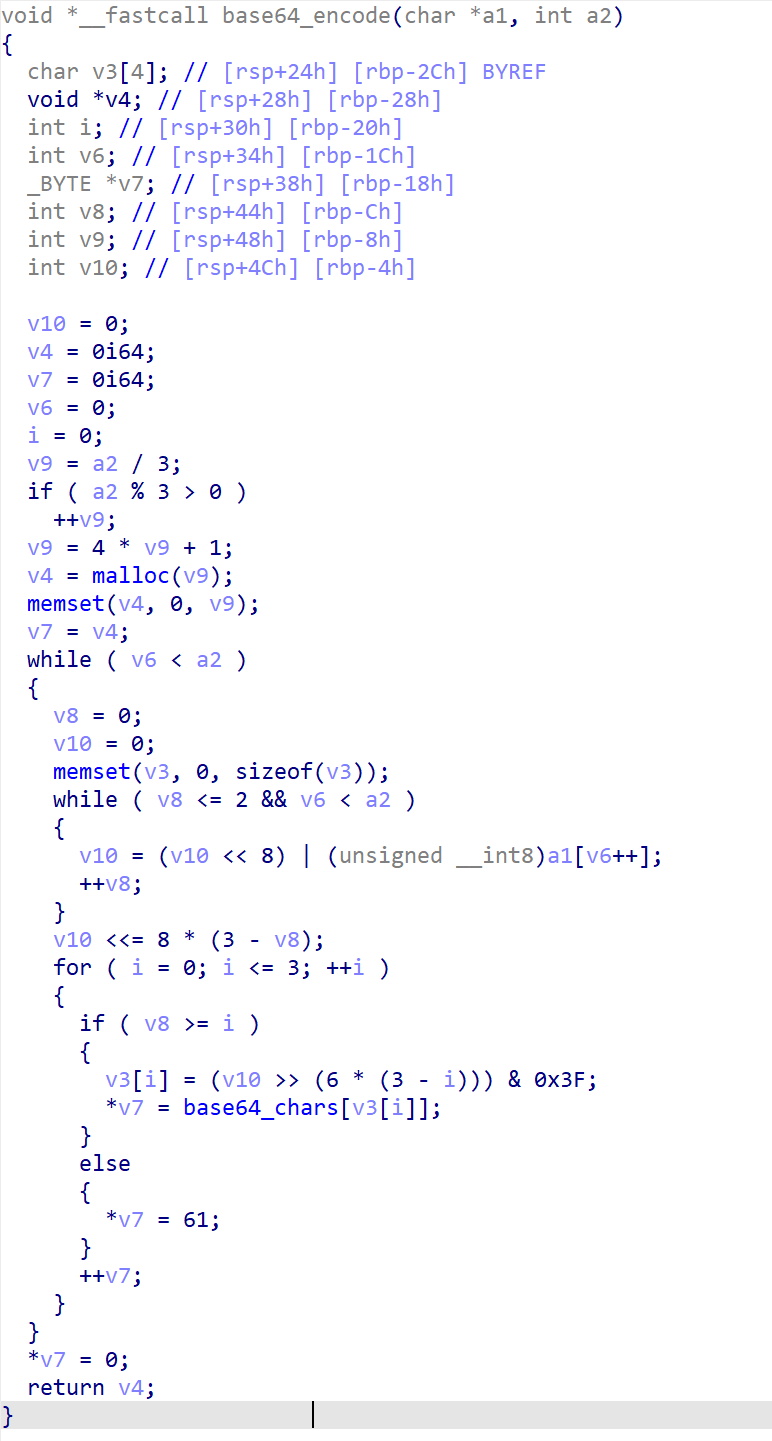 void *__fastcall base64_encode(char *a1, int a2)
{
  char v3[4]; // [rsp+24h] [rbp-2Ch] BYREF
  void *v4; // [rsp+28h] [rbp-28h]
  int i; // [rsp+30h] [rbp-20h]
  int v6; // [rsp+34h] [rbp-1Ch]
  _BYTE *v7; // [rsp+38h] [rbp-18h]
  int v8; // [rsp+44h] [rbp-Ch]
  int v9; // [rsp+48h] [rbp-8h]
  int v10; // [rsp+4Ch] [rbp-4h]

  v10 = 0;
  v4 = 0i64;
  v7 = 0i64;
  v6 = 0;
  i = 0;
  v9 = a2 / 3;
  if ( a2 % 3 > 0 )
    ++v9;
  v9 = 4 * v9 + 1;
  v4 = malloc(v9);
  memset(v4, 0, v9);
  v7 = v4;
  while ( v6 < a2 )
  {
    v8 = 0;
    v10 = 0;
    memset(v3, 0, sizeof(v3));
    while ( v8 <= 2 && v6 < a2 )
    {
      v10 = (v10 << 8) | (unsigned __int8)a1[v6++];
      ++v8;
    }
    v10 <<= 8 * (3 - v8);
    for ( i = 0; i <= 3; ++i )
    {
      if ( v8 >= i )
      {
        v3[i] = (v10 >> (6 * (3 - i))) & 0x3F;
        *v7 = base64_chars[v3[i]];
      }
      else
      {
        *v7 = 61;
      }
      ++v7;
    }
  }
  *v7 = 0;
  return v4;
}